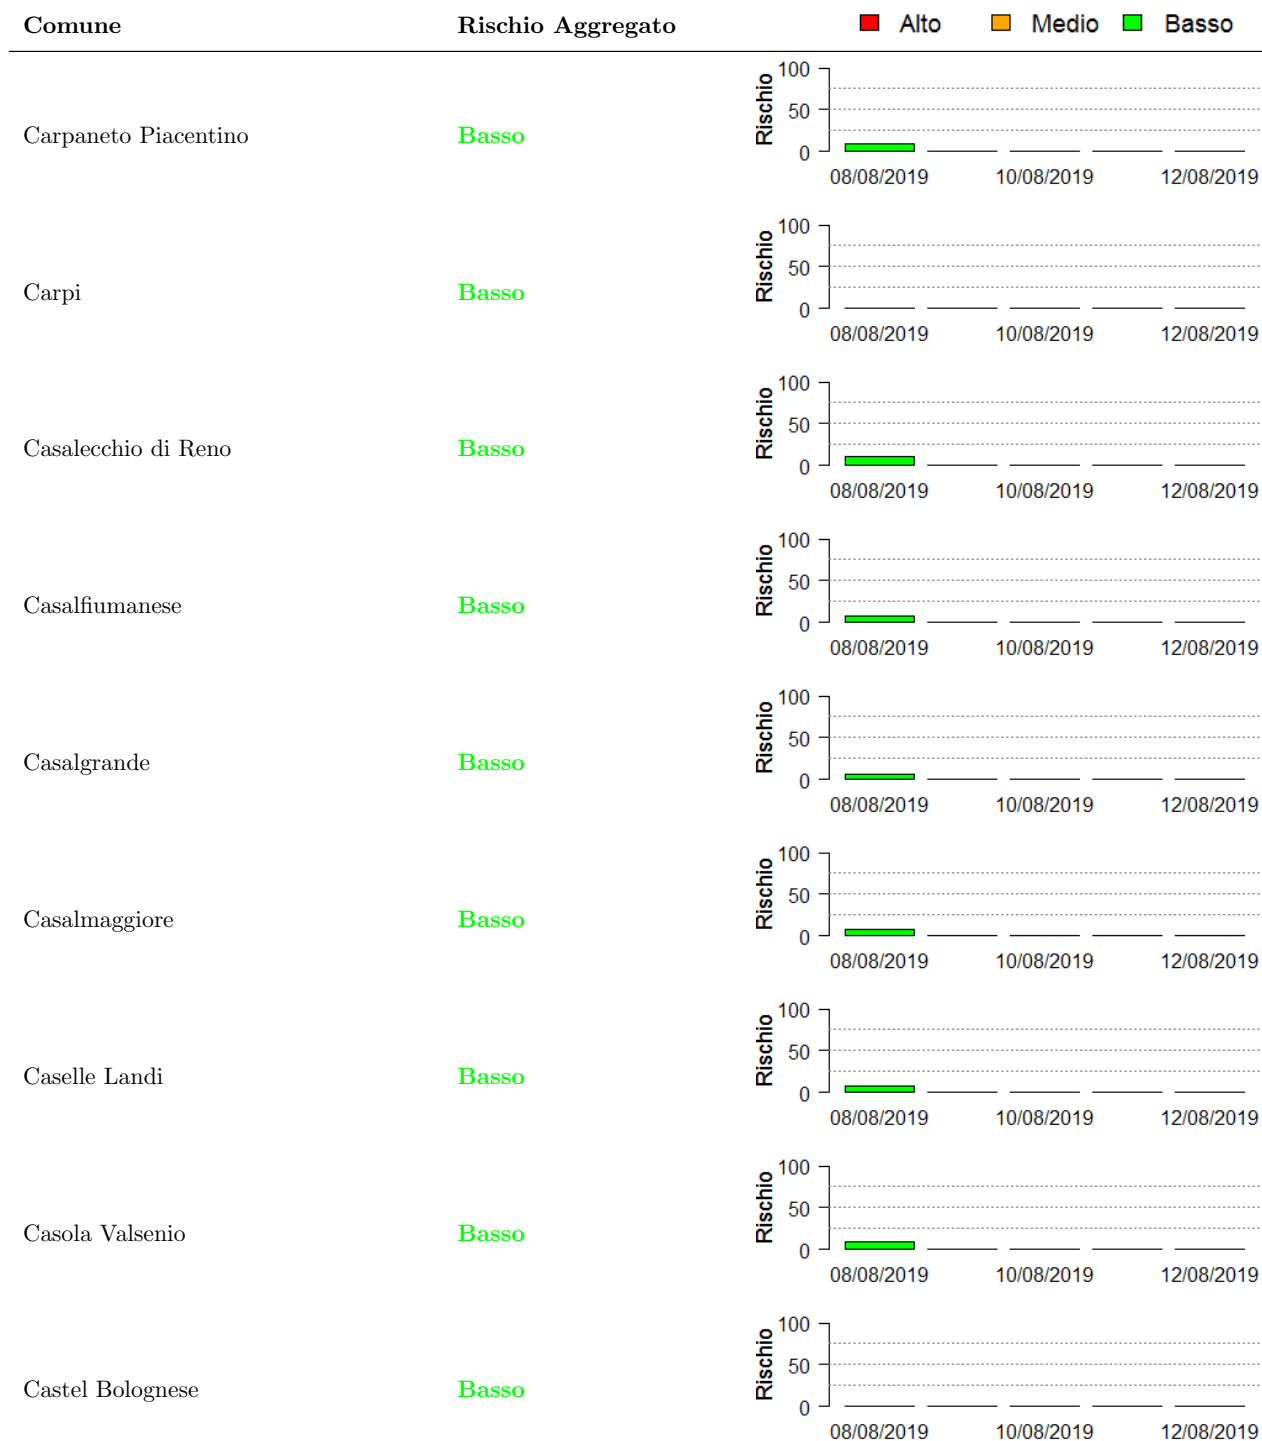 Comune Rischio Aggregato Alto Medio Basso
Carpaneto Piacentino Basso
Rischio
100
50
0
08/08/2019 10/08/2019 12/08/2019
Carpi Basso
Rischio
100
50
0
08/08/2019 10/08/2019 12/08/2019
Casalecchio di Reno Basso
Rischio
100
50
0
08/08/2019 10/08/2019 12/08/2019
Casalfiumanese Basso
Rischio
100
50
0
08/08/2019 10/08/2019 12/08/2019
Casalgrande Basso
Rischio
100
50
0
08/08/2019 10/08/2019 12/08/2019
Casalmaggiore Basso
Rischio
100
50
0
08/08/2019 10/08/2019 12/08/2019
Caselle Landi Basso
Rischio
100
50
0
08/08/2019 10/08/2019 12/08/2019
Casola Valsenio Basso
Rischio
100
50
0
08/08/2019 10/08/2019 12/08/2019
Castel Bolognese Basso
Rischio
100
50
0
08/08/2019 10/08/2019 12/08/2019